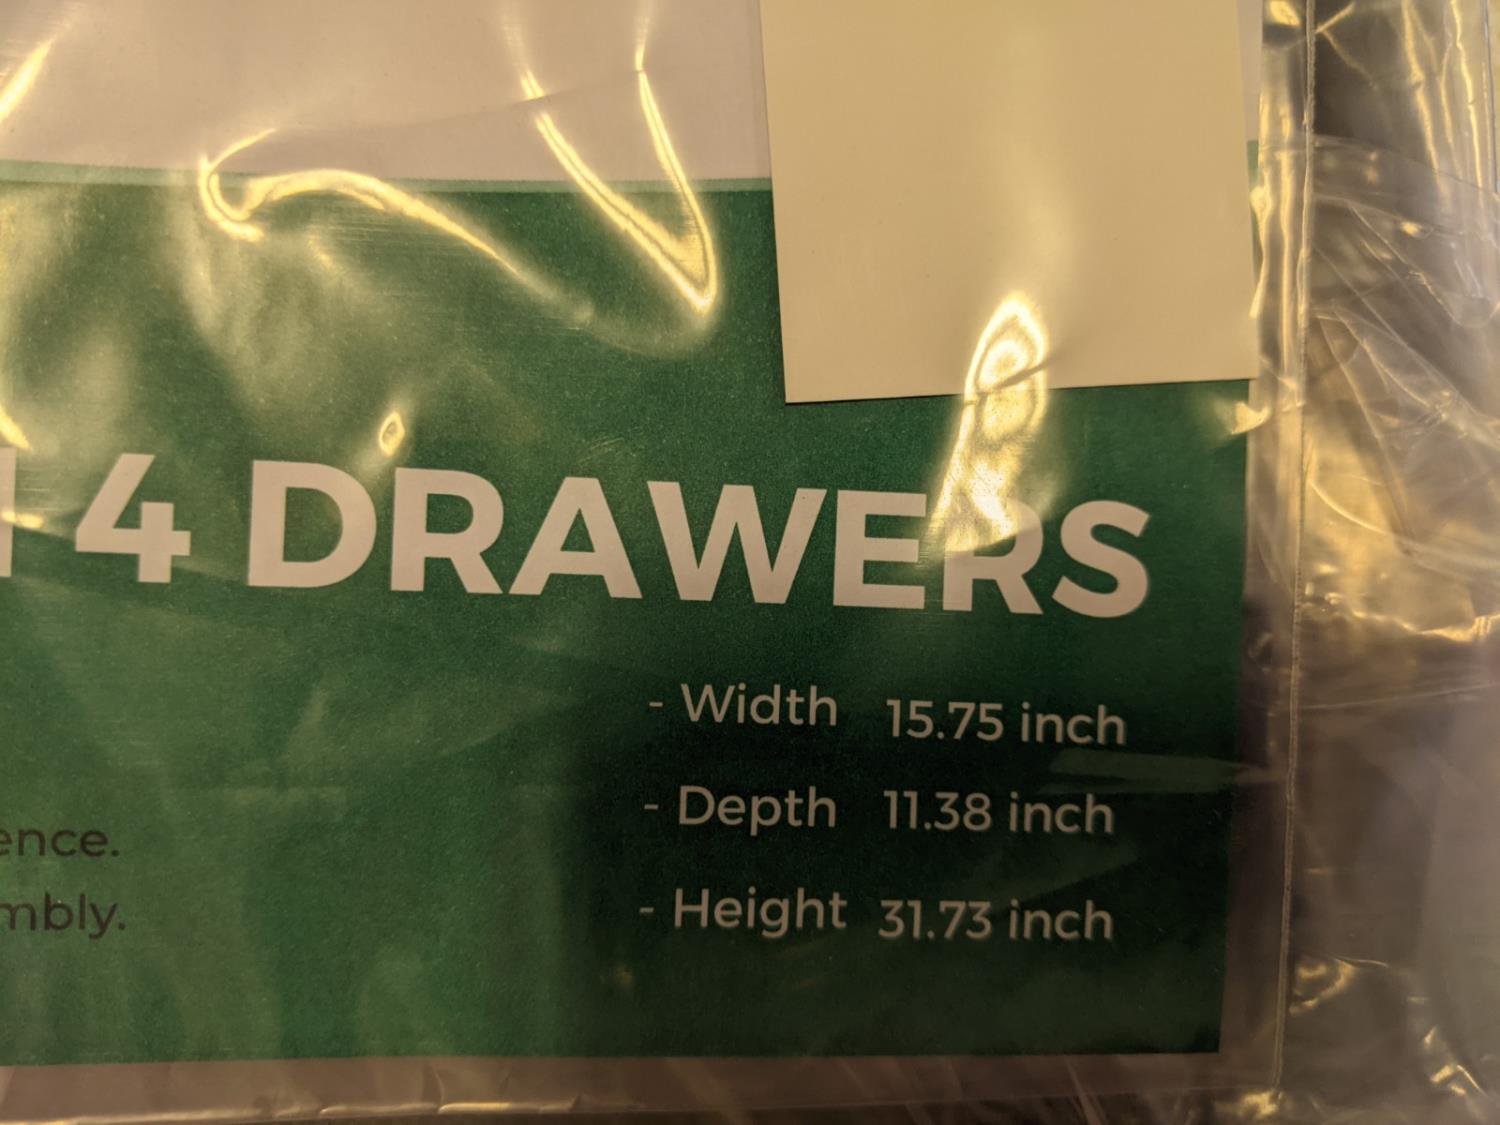 4 DRAWERS
- Width 15.75 inch
- Depth 11.38 inch
- Height 31.73 inch
ence.
mbly.